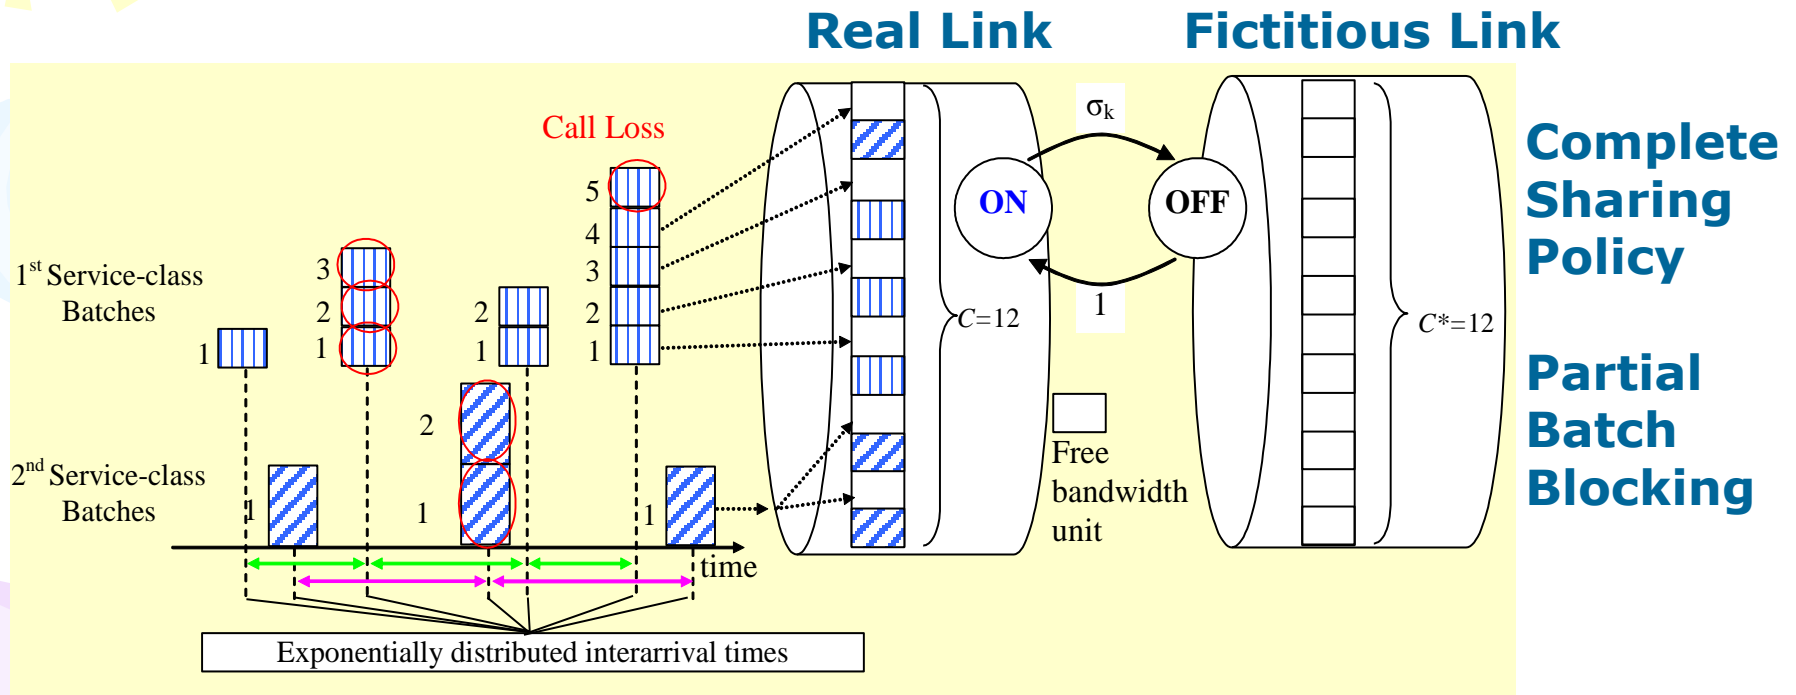 Real Link
Fictitious Link
Complete
Sharing
Policy
Partial
Batch
Blocking
Call Loss
σk
ON
OFF
1
C=12
C*=12
5
4
3
2
1
3
2
1
2
1
1
1st Service-class
Batches
2
1
1
1
2nd Service-class
Batches
Free
bandwidth
unit
time
Exponentially distributed interarrival times